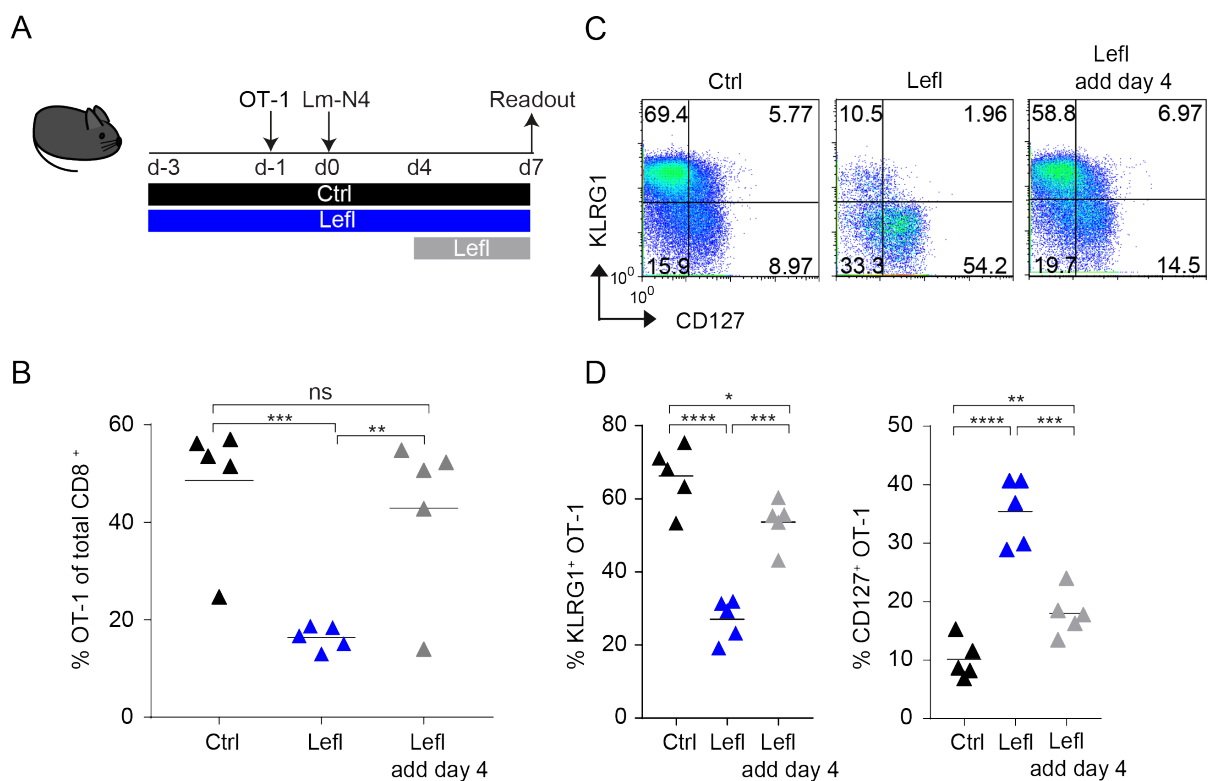 A
OT-1 Lm-N4 Readout
d-3 d-1 d0 d4 d7
Ctrl
Lefl
Lefl
C
Ctrl
Lefl
Lefl
add day 4
69.4 5.77
15.9 8.97
10.5 1.96
33.3 54.2
58.8 6.97
19.7 14.5
KLRG1
10⁰
10⁰
CD127
B
ns
***
**
60
40
20
0
% OT-1 of total CD8 ⁺
Ctrl
Lefl
Lefl
add day 4
D
*
**** ***
80
60
40
20
0
% KLRG1⁺ OT-1
Ctrl
Lefl
Lefl
add day 4
**
**** ***
50
40
30
20
10
0
% CD127⁺ OT-1
Ctrl
Lefl
Lefl
add day 4